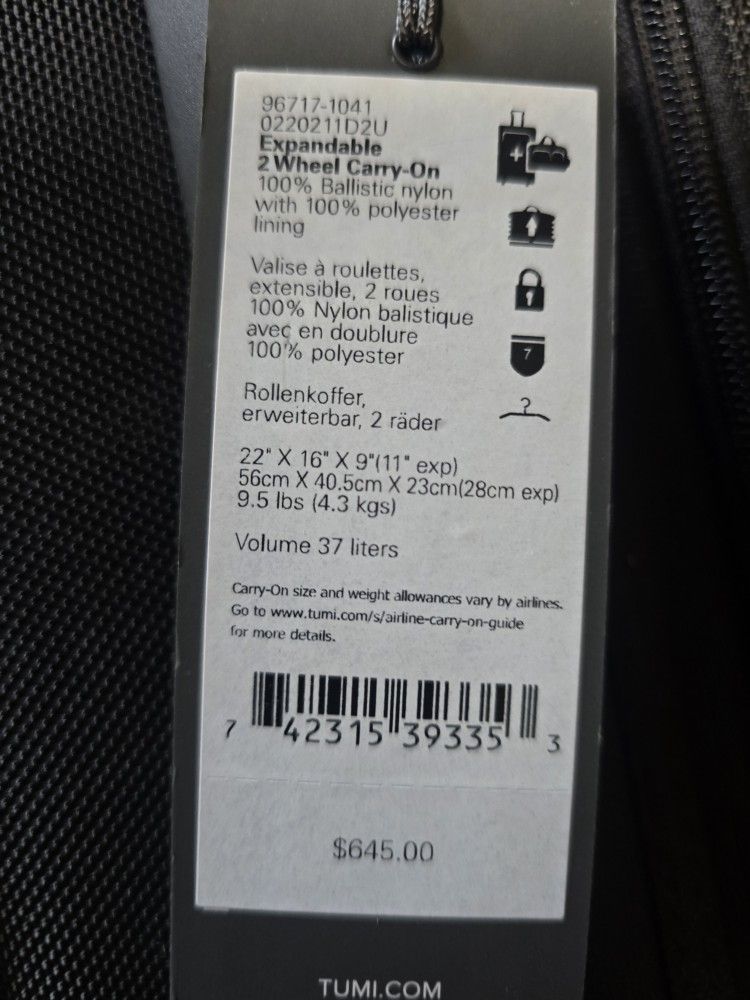 96717-1041
0220211D2U
Expandable
2 Wheel Carry-On
100% Ballistic nylon
with 100% polyester
lining
Valise à roulettes,
extensible, 2 roues
100% Nylon balistique
avec en doublure
100% polyester
Rollenkoffer,
erweiterbar, 2 räder
22" X 16" X 9"(11" exp)
56cm X 40.5cm X 23cm(28cm exp)
9.5 lbs (4.3 kgs)
Volume 37 liters
Carry-On size and weight allowances vary by airlines.
Go to www.tumi.com/s/airline-carry-on-guide
for more details.
7 42315 39335 3
$645.00
TUMI.COM
7